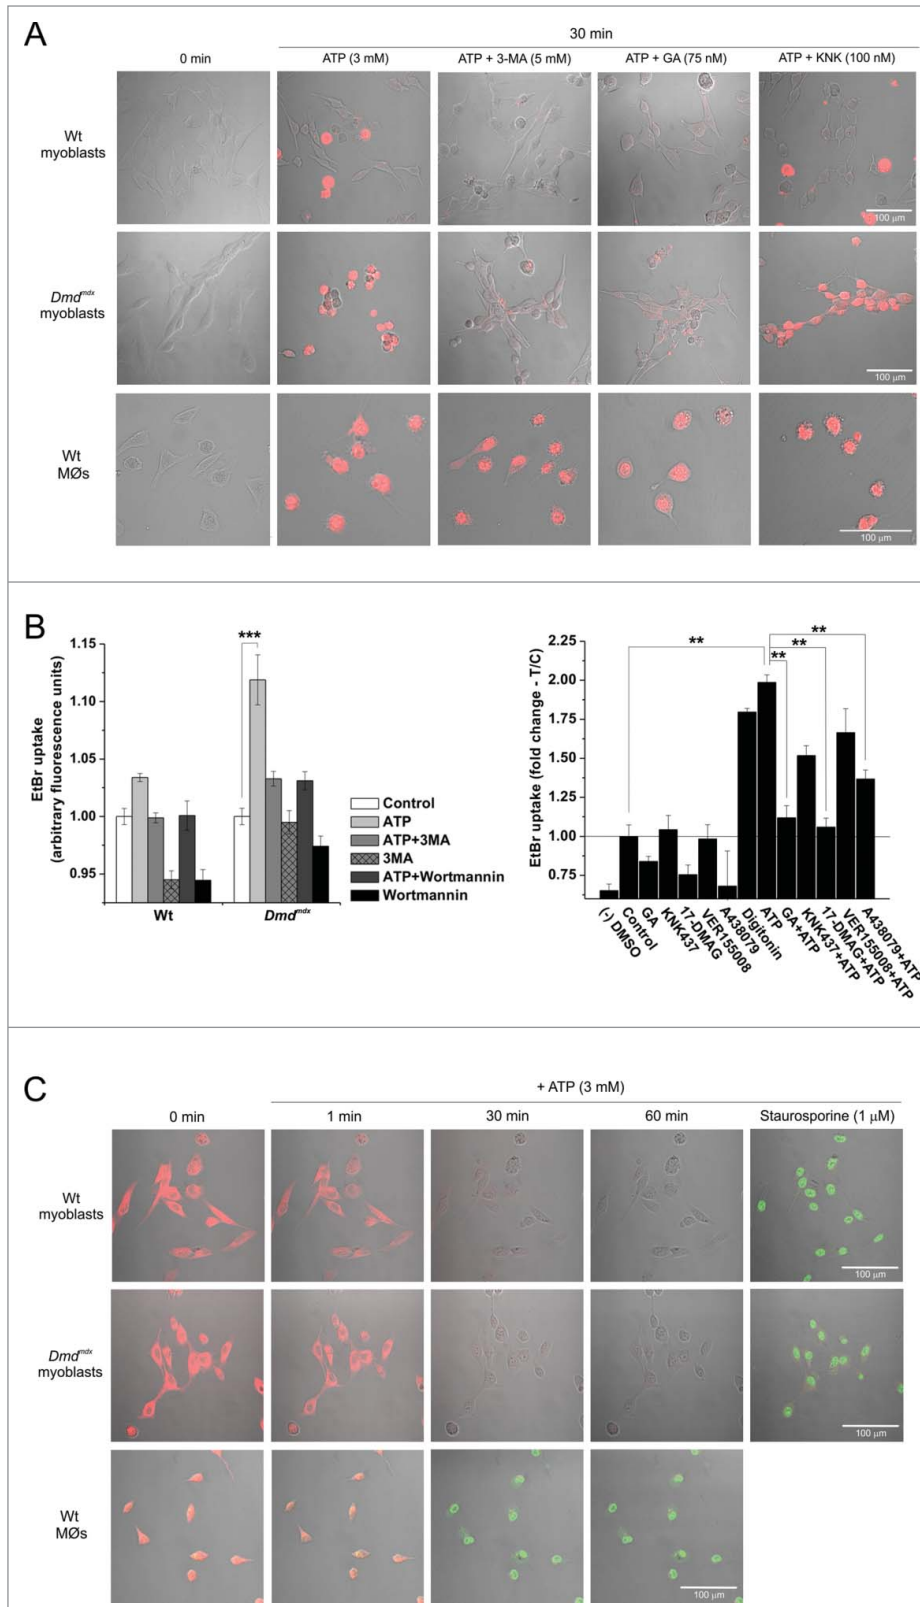 A
30 min
0 min
ATP (3 mM)
ATP + 3-MA (5 mM)
ATP + GA (75 nM)
ATP + KNK (100 nM)
Wt
myoblasts
100 µm
Dmdmdx
myoblasts
100 µm
Wt
MØs
100 µm
B
EtBr uptake
(arbitrary fluorescence units)
1.15
1.10
1.05
1.00
0.95
***
Wt
Dmdmdx
Control
ATP
ATP+3MA
3MA
ATP+Wortmannin
Wortmannin
EtBr uptake (fold change - T/C)
2.25
2.00
1.75
1.50
1.25
1.00
0.75
**
**
**
**
(-) DMSO
Control
GA
KNK437
17-DMAG
VER155008
A438079
Digitonin
ATP
GA+ATP
KNK437+ATP
17-DMAG+ATP
VER155008+ATP
A438079+ATP
C
+ ATP (3 mM)
0 min
1 min
30 min
60 min
Staurosporine (1 µM)
Wt
myoblasts
100 µm
Dmdmdx
myoblasts
100 µm
Wt
MØs
100 µm